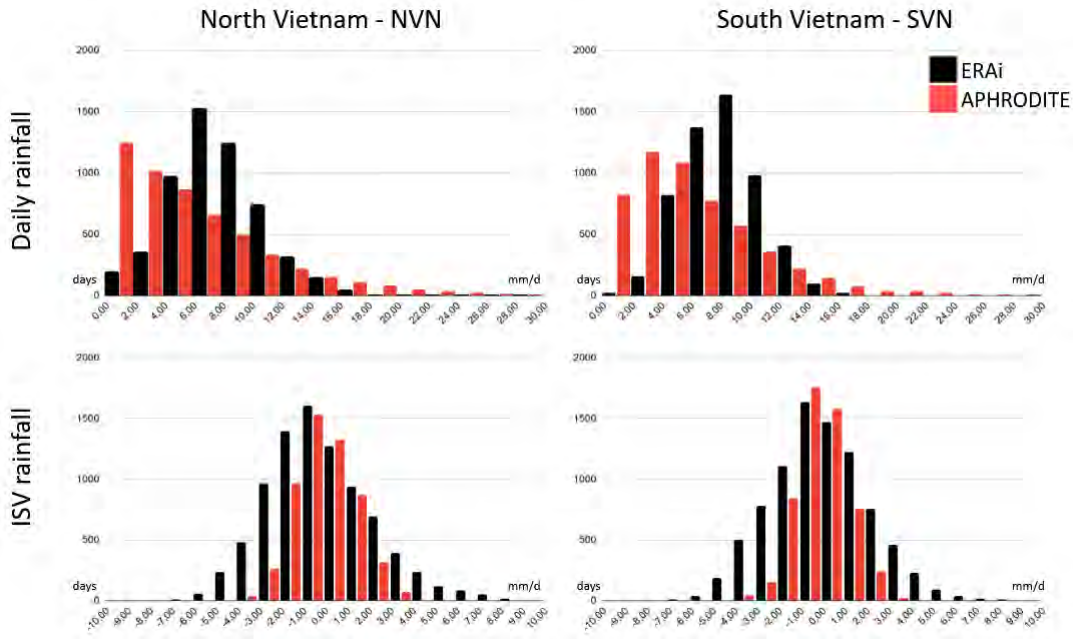 North Vietnam - NVN
South Vietnam - SVN
ERAi
APHRODITE
Daily rainfall
2000
1500
1000
500
0
days
mm/d
0,00 2,00 4,00 6,00 8,00 10,00 12,00 14,00 16,00 18,00 20,00 22,00 24,00 26,00 28,00 30,00
2000
1500
1000
500
0
days
mm/d
0,00 2,00 4,00 6,00 8,00 10,00 12,00 14,00 16,00 18,00 20,00 22,00 24,00 26,00 28,00 30,00
ISV rainfall
2000
1500
1000
500
0
days
mm/d
-10,00 -9,00 -8,00 -7,00 -6,00 -5,00 -4,00 -3,00 -2,00 -1,00 0,00 1,00 2,00 3,00 4,00 5,00 6,00 7,00 8,00 9,00 10,00
2000
1500
1000
500
0
days
mm/d
-10,00 -9,00 -8,00 -7,00 -6,00 -5,00 -4,00 -3,00 -2,00 -1,00 0,00 1,00 2,00 3,00 4,00 5,00 6,00 7,00 8,00 9,00 10,00